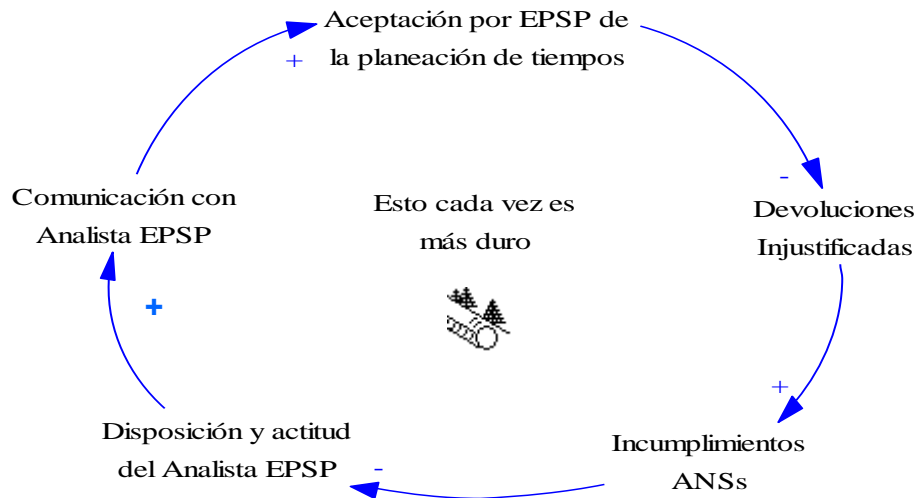 Aceptación por EPSP de
la planeación de tiempos
+
-
Devoluciones
Injustificadas
+
Incumplimientos
ANSs
-
Disposición y actitud
del Analista EPSP
+
Comunicación con
Analista EPSP
Esto cada vez es
más duro